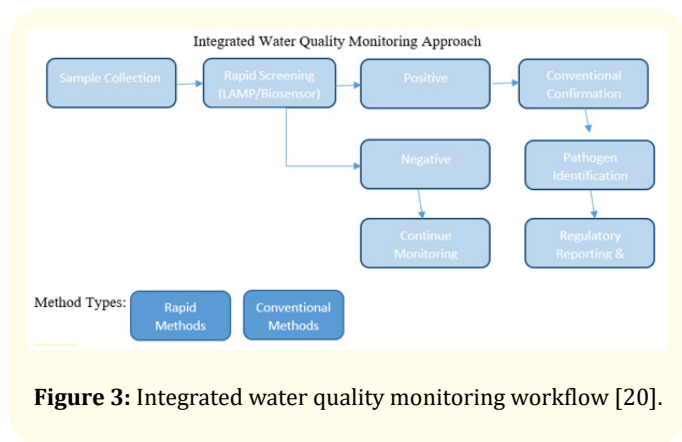 Integrated Water Quality Monitoring Approach
Sample Collection
Rapid Screening
(LAMP/Biosensor)
Positive
Conventional
Confirmation
Negative
Pathogen
Identification
Continue
Monitoring
Regulatory
Reporting &
Method Types:
Rapid
Methods
Conventional
Methods
Figure 3: Integrated water quality monitoring workflow [20].